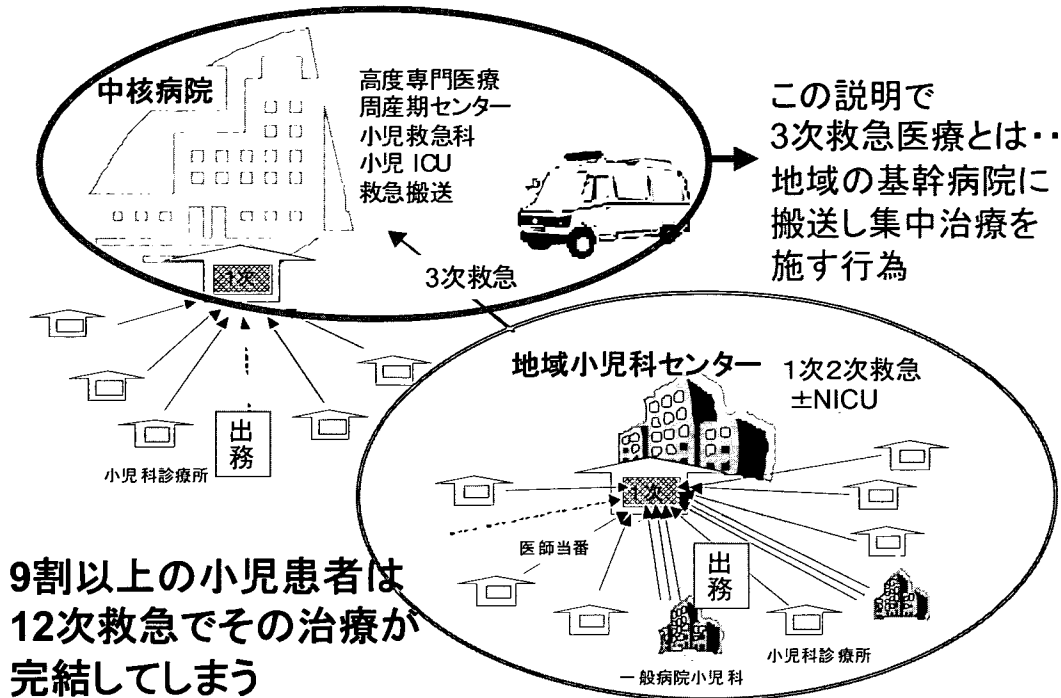 中核病院
高度専門医療
周産期センター
小児救急科
小児 ICU
救急搬送
この説明で
3次救急医療とは・・
地域の基幹病院に
搬送し集中治療を
施す行為
1次
3次救急
出務
小児科診療所
地域小児科センター
1次2次救急
±NICU
1次
医師当番
出務
一般病院小児科
小児科診療所
9割以上の小児患者は
12次救急でその治療が
完結してしまう